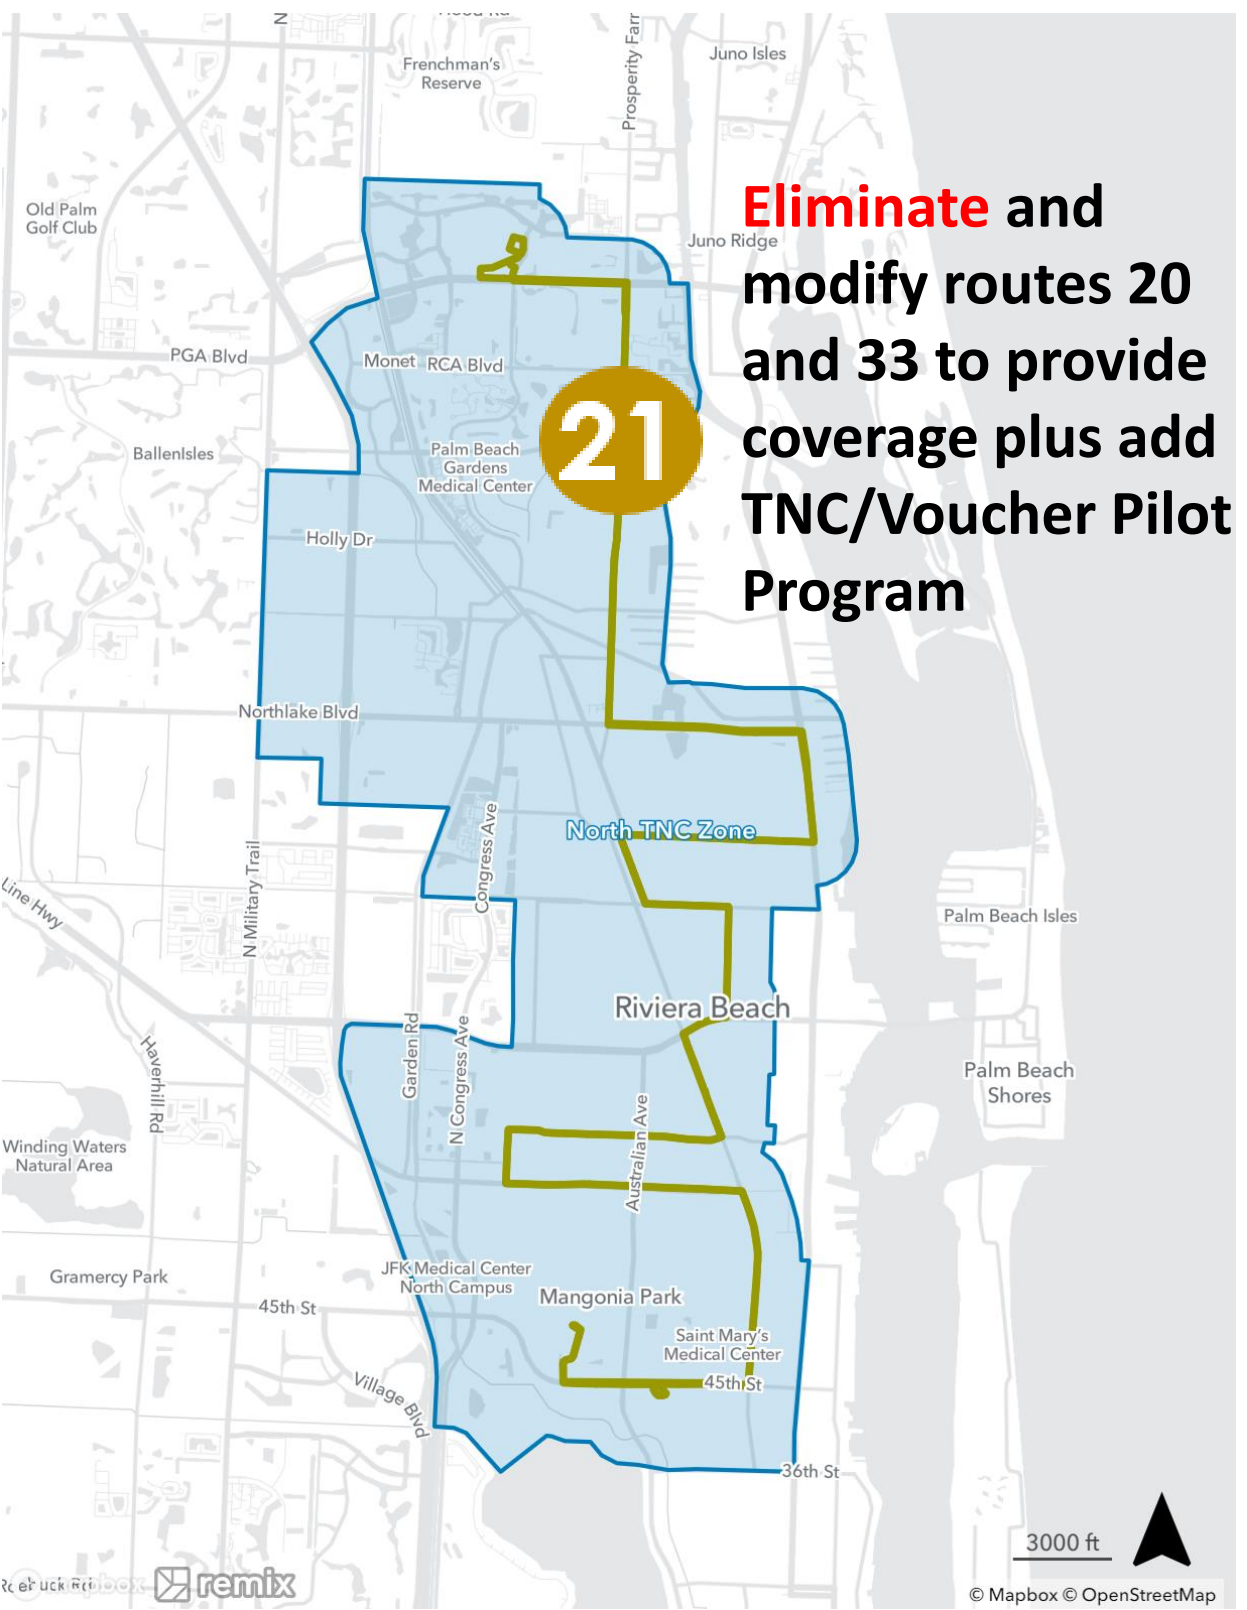 Prosperity Farr
Juno Isles
Frenchman's
Reserve
Eliminate and
modify routes 20
and 33 to provide
coverage plus add
TNC/Voucher Pilot
Program
Old Palm
Golf Club
Juno Ridge
PGA Blvd
Monet
RCA Blvd
21
BallenIsles
Palm Beach
Gardens
Medical Center
Holly Dr
Northlake Blvd
North TNC Zone
Congress Ave
N Military Trail
Line Hwy
Palm Beach Isles
Riviera Beach
Garden Rd
N Congress Ave
Haverhill Rd
Palm Beach
Shores
Australian Ave
Winding Waters
Natural Area
JFK Medical Center
North Campus
Gramercy Park
Mangonia Park
45th St
Saint Mary's
Medical Center
45th St
Village Blvd
36th St
3000 ft
mapbox
remix
© Mapbox © OpenStreetMap